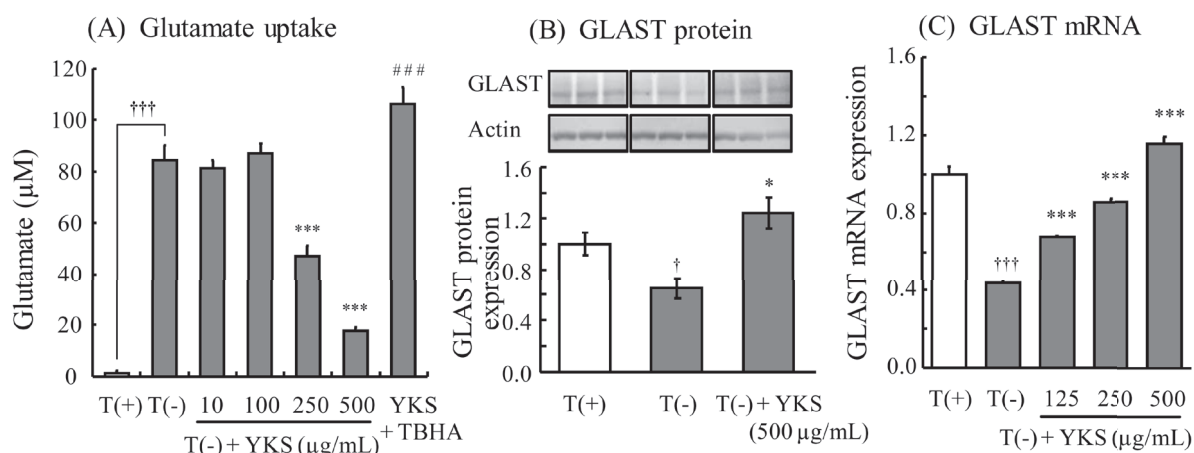 (A) Glutamate uptake
Glutamate (µM)
120
100
80
60
40
20
0
†††
***
***
###
T(+) T(-) 10 100 250 500 YKS
+ TBHA
T(-) + YKS (µg/mL)
(B) GLAST protein
GLAST
Actin
GLAST protein
expression
1.6
1.2
0.8
0.4
0.0
†
*
T(+) T(-) T(-) + YKS
(500 µg/mL)
(C) GLAST mRNA
GLAST mRNA expression
1.6
1.2
0.8
0.4
0.0
†††
***
***
***
T(+) T(-) 125 250 500
T(-) + YKS (µg/mL)